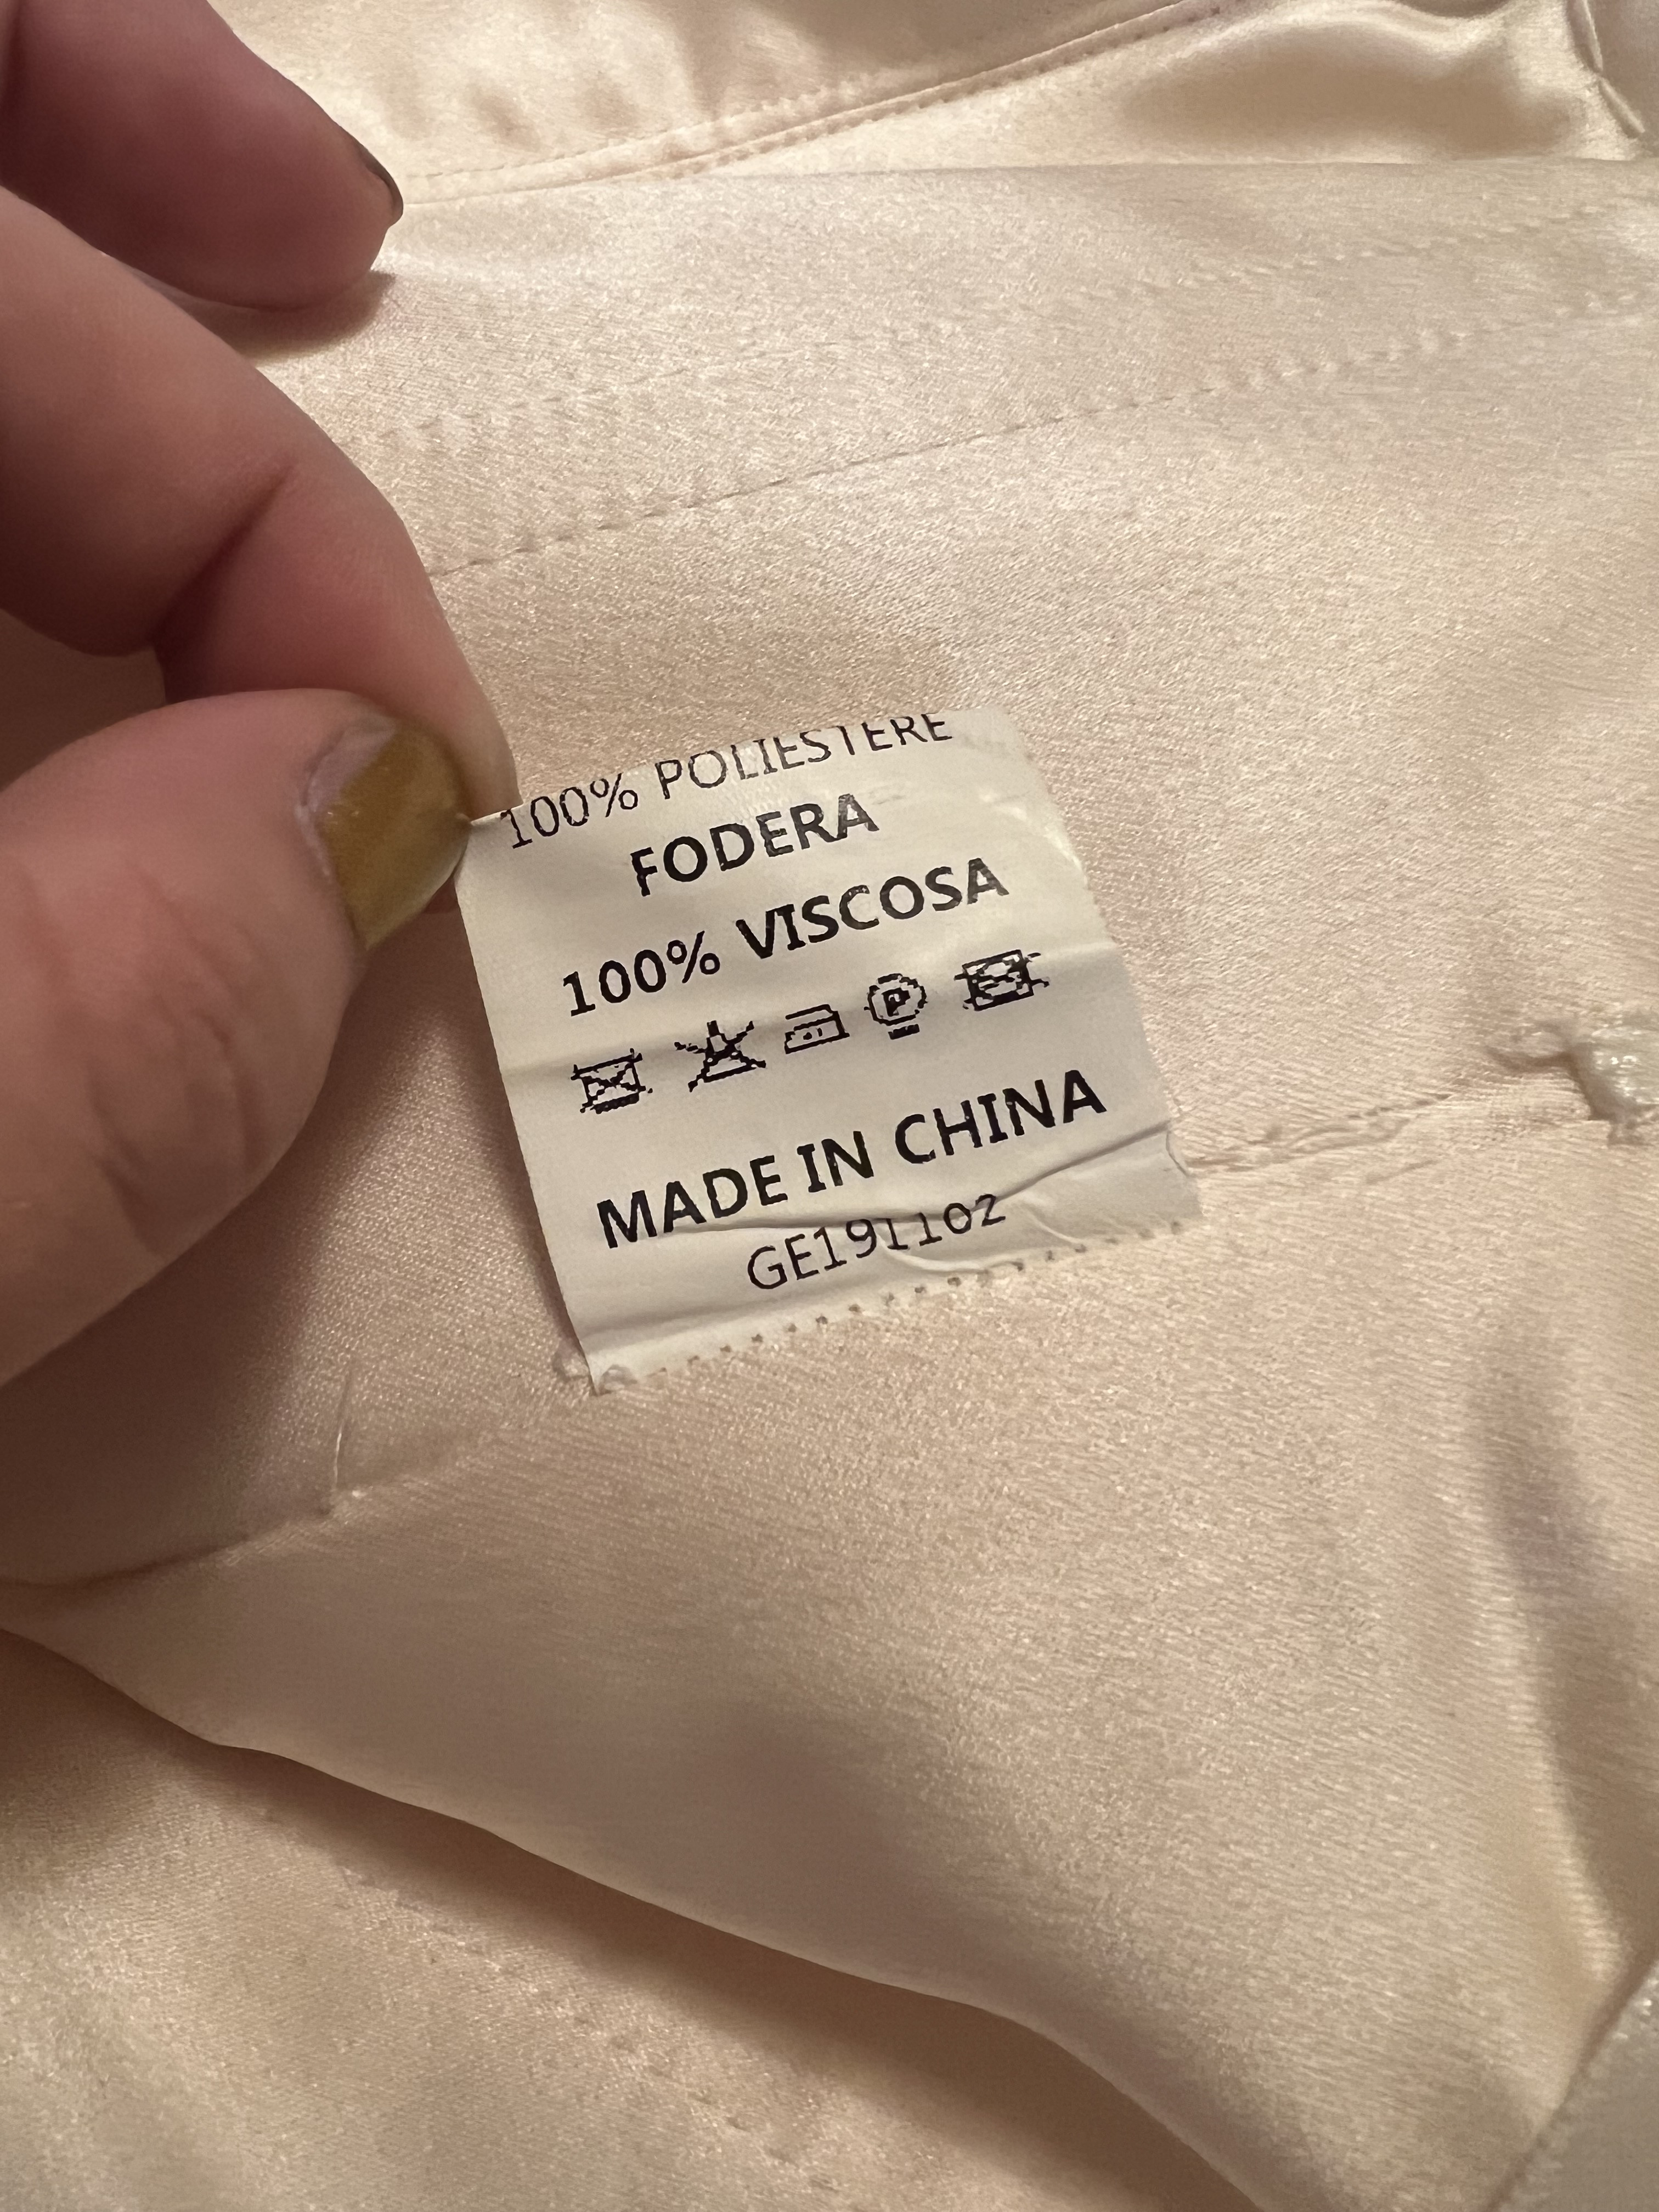 100% POLIESTERE
FODERA
100% VISCOSA
P
MADE IN CHINA
GE191102